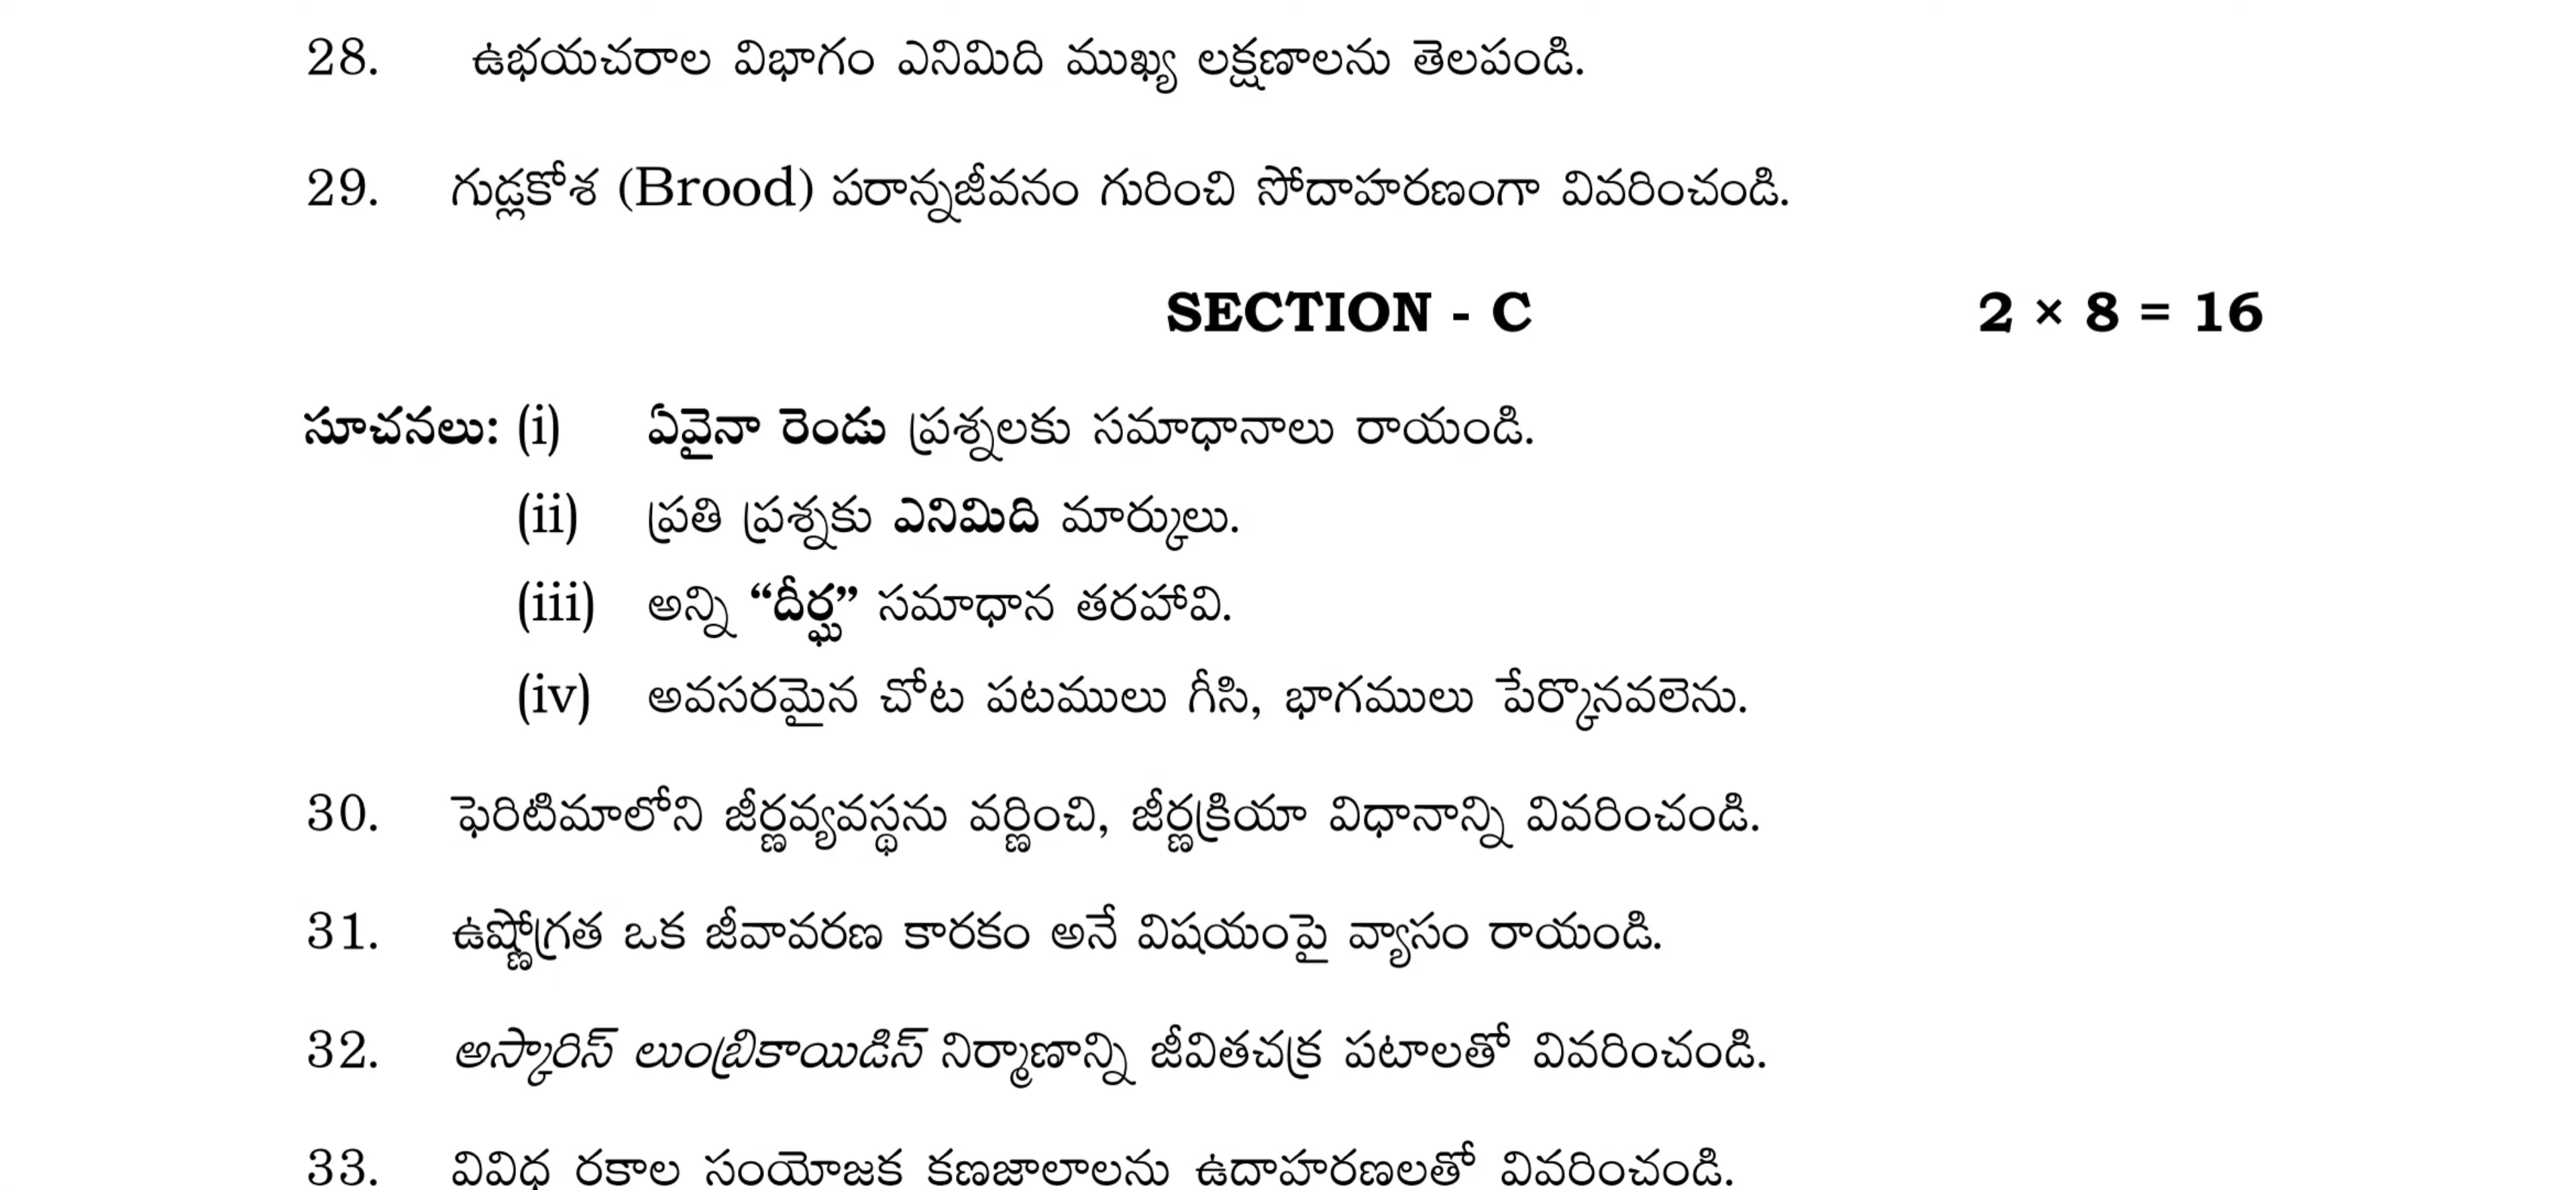 28. ఉభయచరాల విభాగం ఎనిమిది ముఖ్య లక్షణాలను తెలపండి.
29. గుడ్లకోశ (Brood) పరాన్నజీవనం గురించి సోదాహరణంగా వివరించండి.
SECTION - C 2 × 8 = 16
సూచనలు: (i) ఏవైనా రెండు ప్రశ్నలకు సమాధానాలు రాయండి.
(ii) ప్రతి ప్రశ్నకు ఎనిమిది మార్కులు.
(iii) అన్ని “దీర్ఘ” సమాధాన తరహావి.
(iv) అవసరమైన చోట పటములు గీసి, భాగములు పేర్కొనవలెను.
30. ఫెరిటిమాలోని జీర్ణవ్యవస్థను వర్ణించి, జీర్ణక్రియా విధానాన్ని వివరించండి.
31. ఉష్ణోగ్రత ఒక జీవావరణ కారకం అనే విషయంపై వ్యాసం రాయండి.
32. అస్కారిస్ లుంబ్రికాయిడిస్ నిర్మాణాన్ని జీవితచక్ర పటాలతో వివరించండి.
33. వివిధ రకాల సంయోజక కణజాలాలను ఉదాహరణలతో వివరించండి.